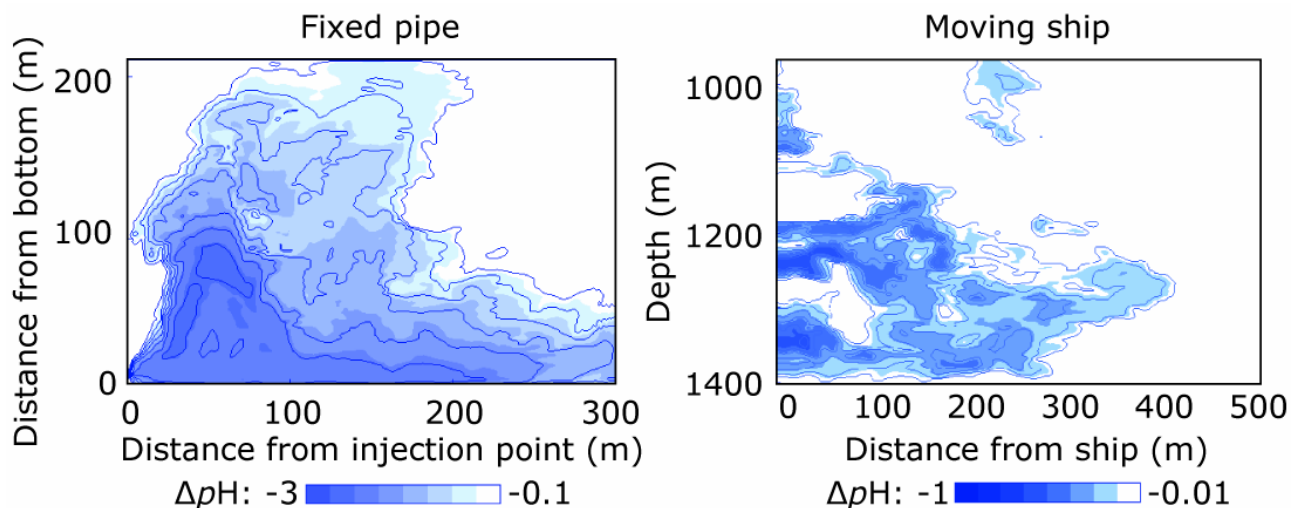 Fixed pipe
Distance from bottom (m)
200
100
0
0 100 200 300
Distance from injection point (m)
ΔpH: -3 -0.1
Moving ship
Depth (m)
1000
1200
1400
0 100 200 300 400 500
Distance from ship (m)
ΔpH: -1 -0.01